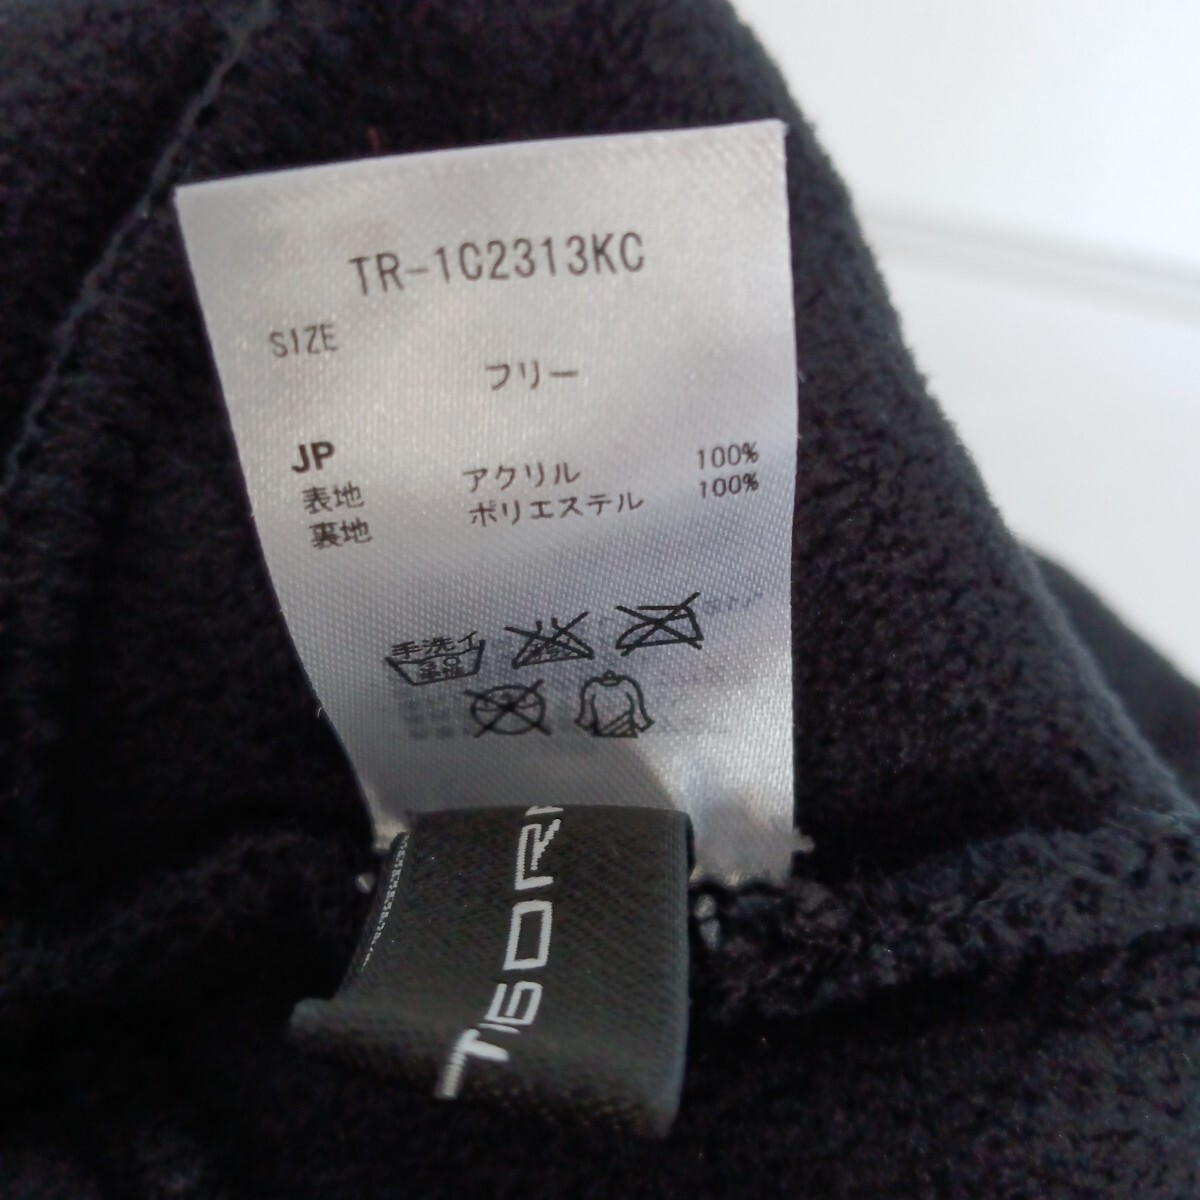 TR-1C2313KC
SIZE
フリー
JP
表地 アクリル 100%
裏地 ポリエステル 100%
手洗イ
TIGOR